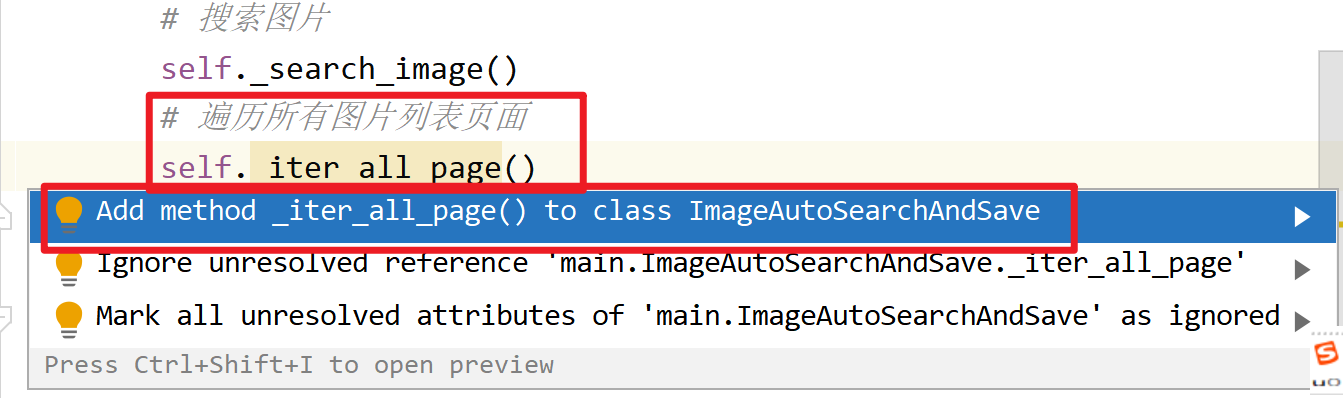 # 搜索图片
self._search_image()
# 遍历所有图片列表页面
self._iter_all_page()
Add method _iter_all_page() to class ImageAutoSearchAndSave
Ignore unresolved reference 'main.ImageAutoSearchAndSave._iter_all_page'
Mark all unresolved attributes of 'main.ImageAutoSearchAndSave' as ignored
Press Ctrl+Shift+I to open preview
S